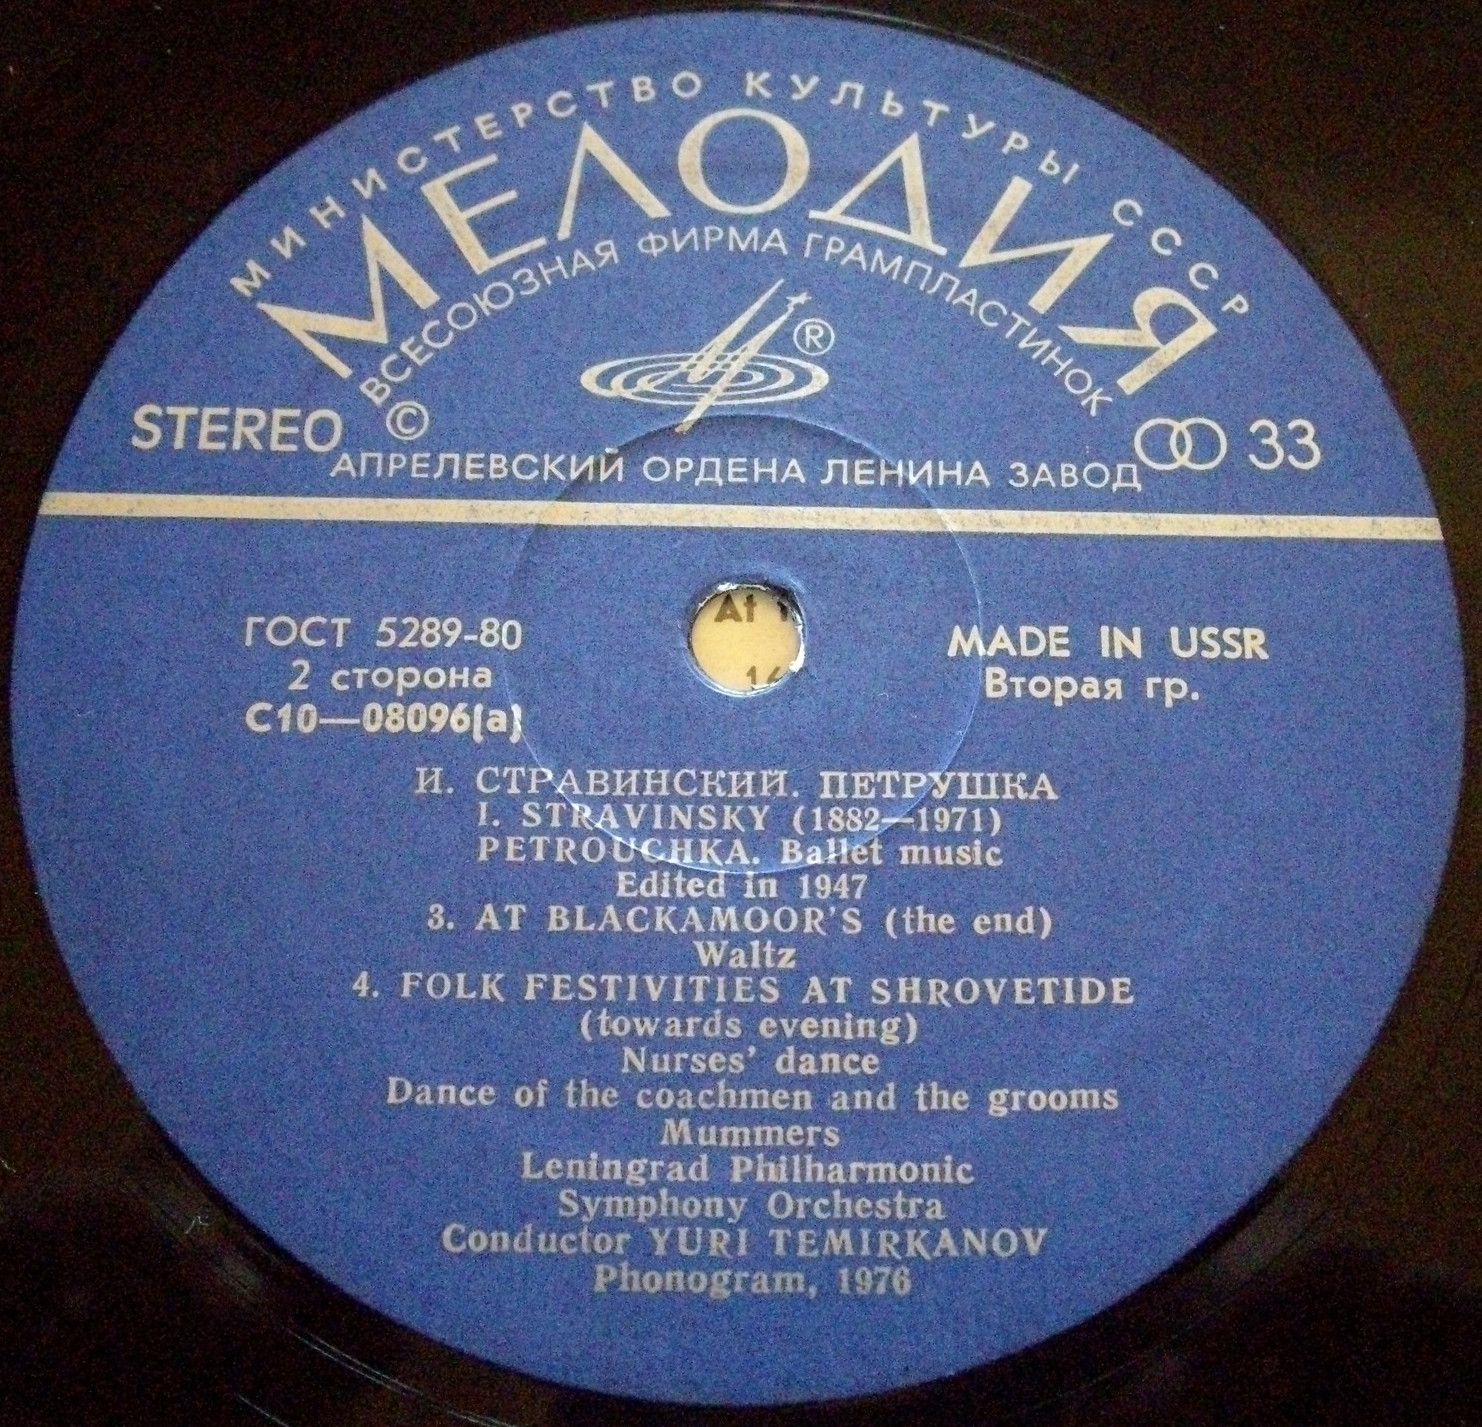 МИНИСТЕРСТВО КУЛЬТУРЫ СССР
МЕЛОДИЯ
ВСЕСОЮЗНАЯ ФИРМА ГРАМПЛАСТИНОК
®
STEREO
©
33
АПРЕЛЕВСКИЙ ОРДЕНА ЛЕНИНА ЗАВОД
At
16
ГОСТ 5289-80
2 сторона
С10—08096(а)
MADE IN USSR
Вторая гр.
И. СТРАВИНСКИЙ. ПЕТРУШКА
I. STRAVINSKY (1882—1971)
PETROUCHKA. Ballet music
Edited in 1947
3. AT BLACKAMOOR'S (the end)
Waltz
4. FOLK FESTIVITIES AT SHROVETIDE
(towards evening)
Nurses' dance
Dance of the coachmen and the grooms
Mummers
Leningrad Philharmonic
Symphony Orchestra
Conductor YURI TEMIRKANOV
Phonogram, 1976